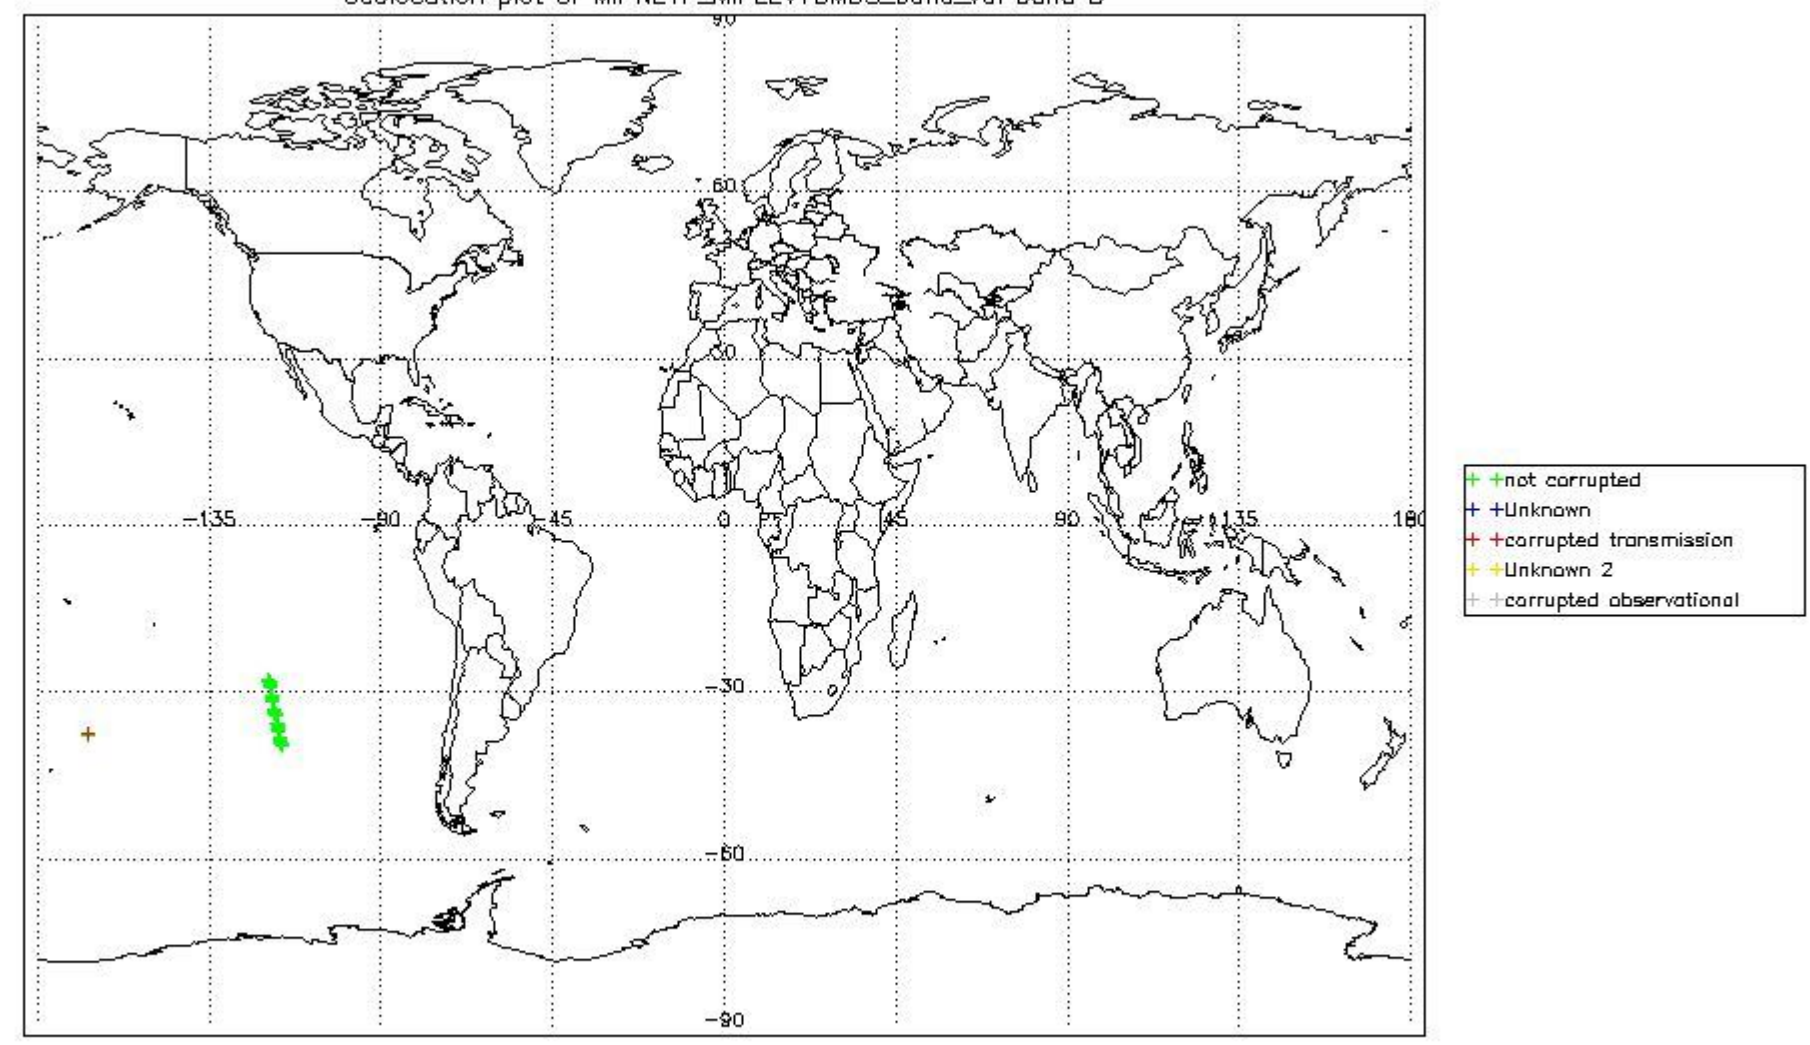 90
60
30
-135 -90 -45 0 45 90 135 180
-30
-60
-90
not corrupted
Unknown
corrupted transmission
Unknown 2
corrupted observational